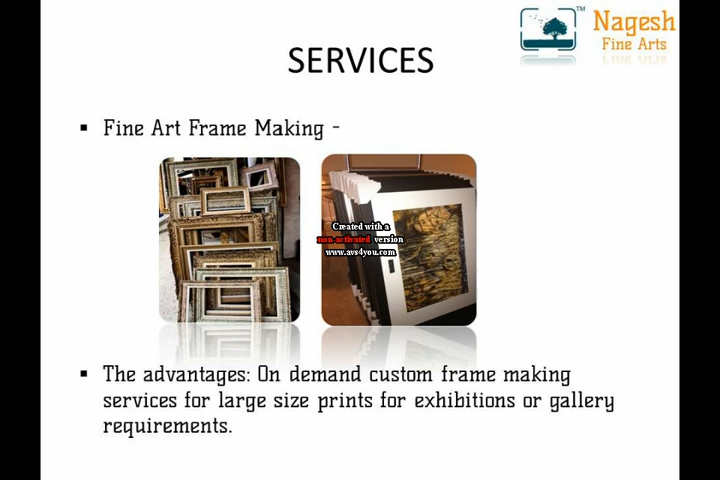 TM
Nagesh
Fine Arts
SERVICES
▪ Fine Art Frame Making -
Created with a
non-activated version
www.avs4you.com
▪ The advantages: On demand custom frame making
services for large size prints for exhibitions or gallery
requirements.